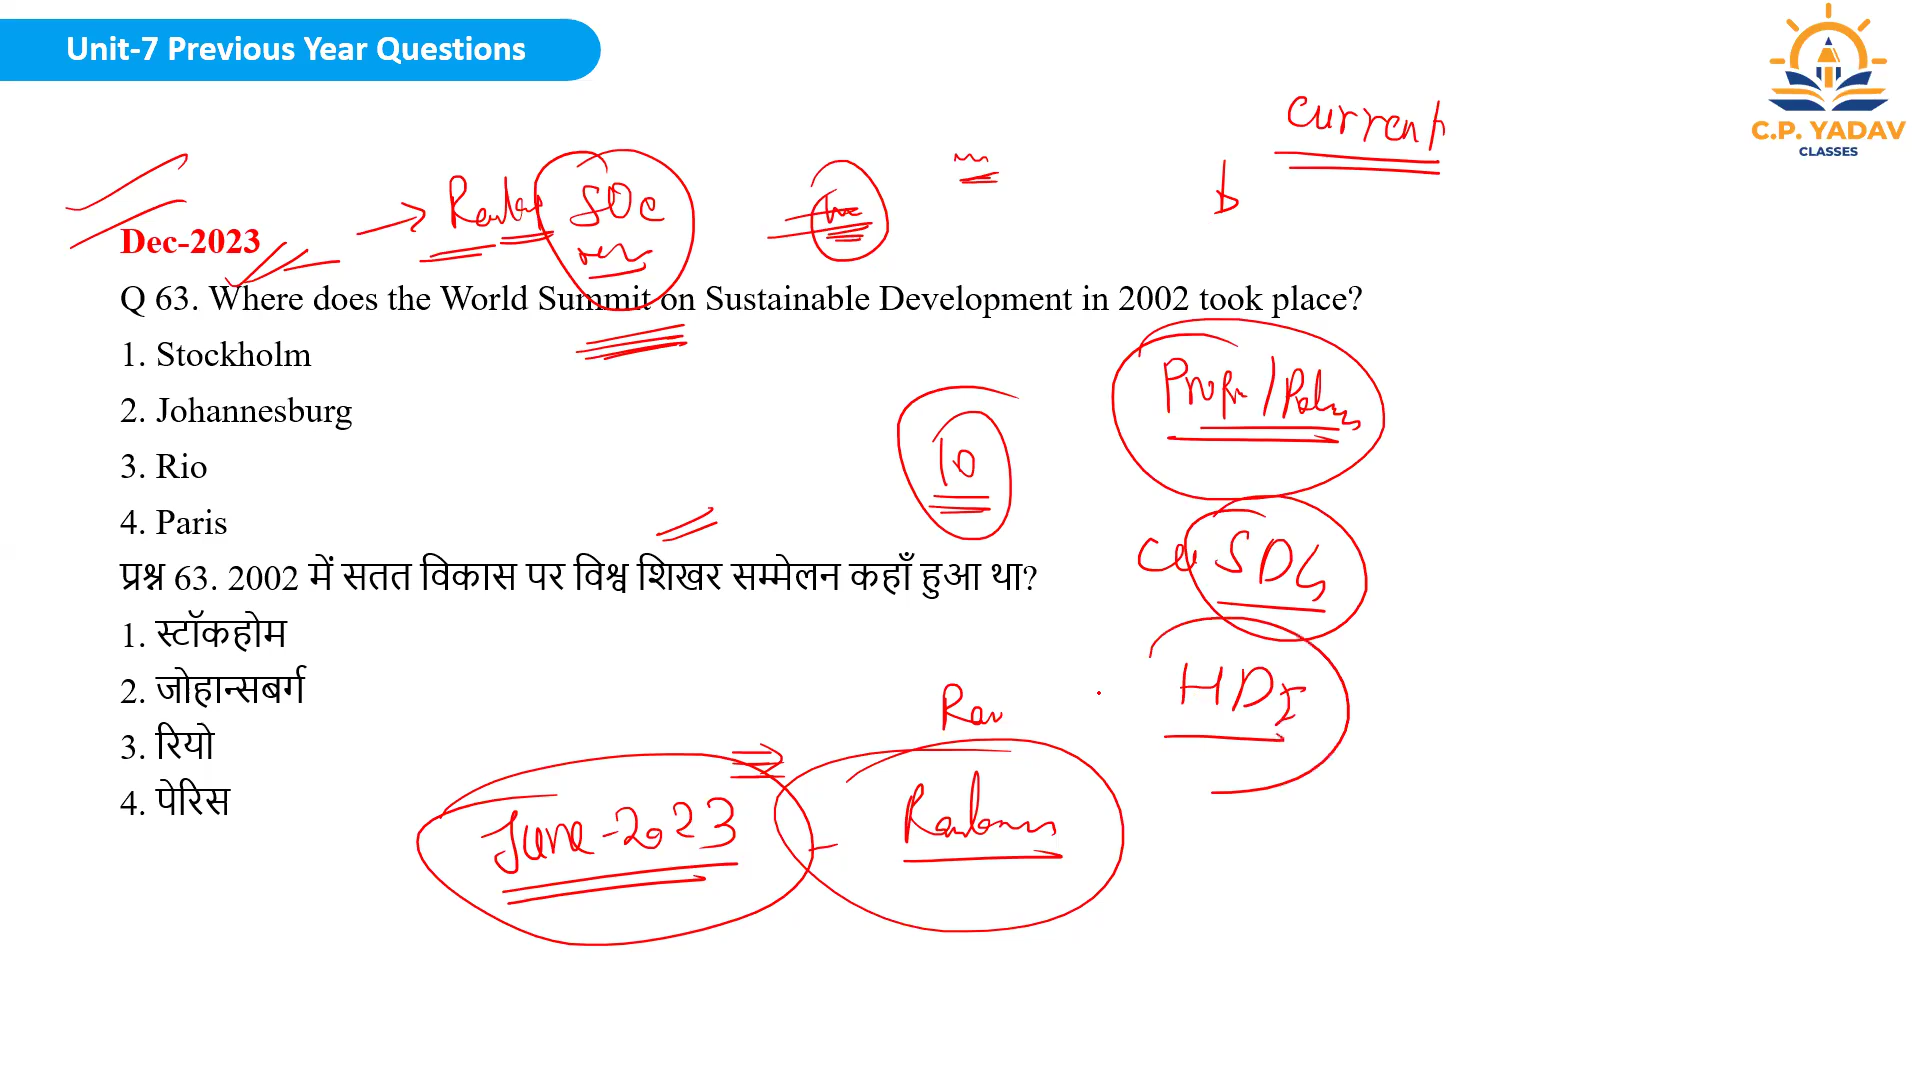 Unit-7 Previous Year Questions
C.P. YADAV
CLASSES
current
SOC
Dec-2023
Q 63. Where does the World Summit on Sustainable Development in 2002 took place?
1. Stockholm
2. Johannesburg
3. Rio
4. Paris
10
SDG
प्रश्न 63. 2002 में सतत विकास पर विश्व शिखर सम्मेलन कहाँ हुआ था?
1. स्टॉकहोम
2. जोहान्सबर्ग
3. रियो
4. पेरिस
HDI
June-2023